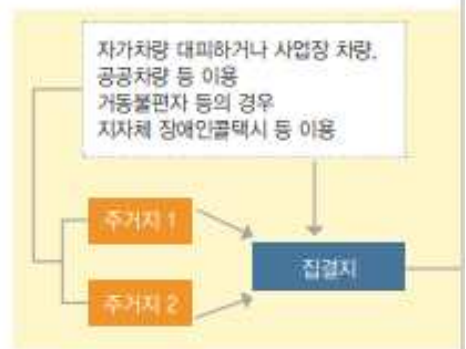 자가차량 대피하거나 사업장 차량,
공공차량 등 이용
거동불편자 등의 경우
지자체 장애인콜택시 등 이용
주거지 1
집결지
주거지 2